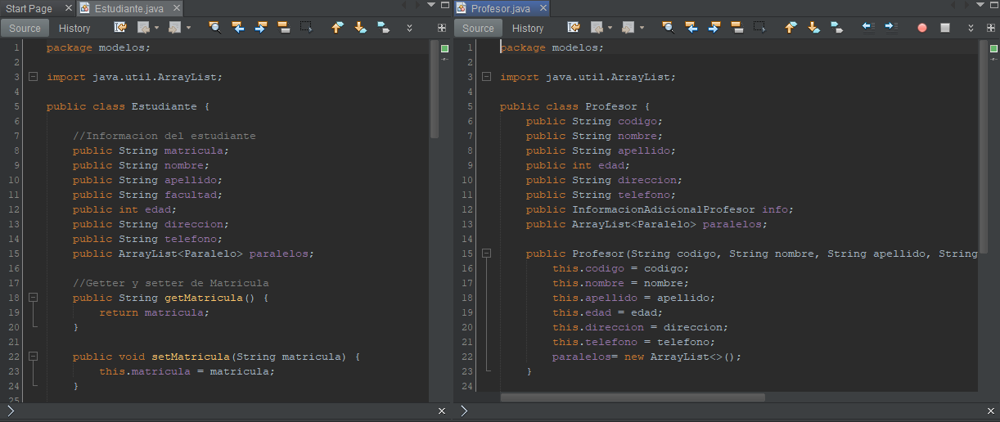 Start Page
Estudiante.java
Source History
1 package modelos;
2
3 import java.util.ArrayList;
4
5 public class Estudiante {
6
7 //Informacion del estudiante
8 public String matricula;
9 public String nombre;
10 public String apellido;
11 public String facultad;
12 public int edad;
13 public String direccion;
14 public String telefono;
15 public ArrayList<Paralelo> paralelos;
16
17 //Getter y setter de Matricula
18 public String getMatricula() {
19 return matricula;
20 }
21
22 public void setMatricula(String matricula) {
23 this.matricula = matricula;
24 }
25
Profesor.java
Source History
1 package modelos;
2
3 import java.util.ArrayList;
4
5 public class Profesor {
6 public String codigo;
7 public String nombre;
8 public String apellido;
9 public int edad;
10 public String direccion;
11 public String telefono;
12 public InformacionAdicionalProfesor info;
13 public ArrayList<Paralelo> paralelos;
14
15 public Profesor(String codigo, String nombre, String apellido, String
16 this.codigo = codigo;
17 this.nombre = nombre;
18 this.apellido = apellido;
19 this.edad = edad;
20 this.direccion = direccion;
21 this.telefono = telefono;
22 paralelos= new ArrayList<>();
23 }
24